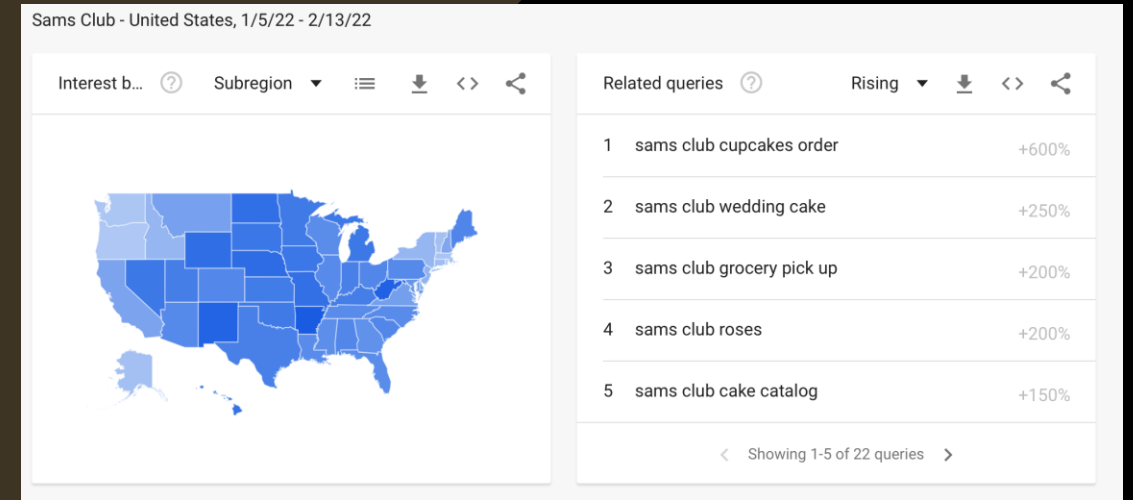 Sams Club - United States, 1/5/22 - 2/13/22
Interest b... ? Subregion
Related queries ? Rising
1 sams club cupcakes order +600%
2 sams club wedding cake +250%
3 sams club grocery pick up +200%
4 sams club roses +200%
5 sams club cake catalog +150%
Showing 1-5 of 22 queries